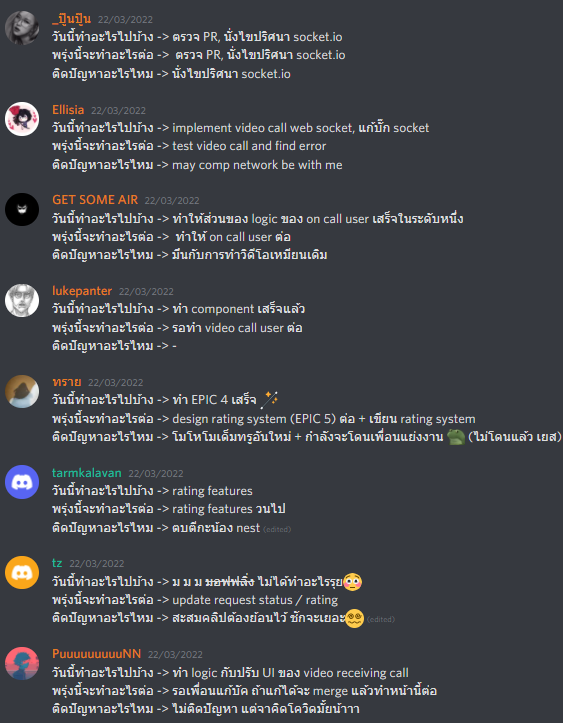 _ปูีนปูีน 22/03/2022
วันนี้ทำอะไรไปบ้าง -> ตรวจ PR, นั่งไขปริศนา socket.io
พรุ่งนี้จะทำอะไรต่อ -> ตรวจ PR, นั่งไขปริศนา socket.io
ติดปัญหาอะไรไหม -> นั่งไขปริศนา socket.io
Ellisia 22/03/2022
วันนี้ทำอะไรไปบ้าง -> implement video call web socket, แก้บั๊ก socket
พรุ่งนี้จะทำอะไรต่อ -> test video call and find error
ติดปัญหาอะไรไหม -> may comp network be with me
GET SOME AIR 22/03/2022
วันนี้ทำอะไรไปบ้าง -> ทำให้ส่วนของ logic ของ on call user เสร็จในระดับหนึ่ง
พรุ่งนี้จะทำอะไรต่อ -> ทำให้ on call user ต่อ
ติดปัญหาอะไรไหม -> มึนกับการทำวิดีโอเหมือนเดิม
lukepanter 22/03/2022
วันนี้ทำอะไรไปบ้าง -> ทำ component เสร็จแล้ว
พรุ่งนี้จะทำอะไรต่อ -> รอทำ video call user ต่อ
ติดปัญหาอะไรไหม -> -
ทราย 22/03/2022
วันนี้ทำอะไรไปบ้าง -> ทำ EPIC 4 เสร็จ
พรุ่งนี้จะทำอะไรต่อ -> design rating system (EPIC 5) ต่อ + เขียน rating system
ติดปัญหาอะไรไหม -> โมโหโมเด็มทรูอันใหม่ + กำลังจะโดนเพื่อนแย่งงาน (ไม่โดนแล้ว เยส)
tarmkalavan 22/03/2022
วันนี้ทำอะไรไปบ้าง -> rating features
พรุ่งนี้จะทำอะไรต่อ -> rating features วนไป
ติดปัญหาอะไรไหม -> ตบตีกะน้อง nest (edited)
tz 22/03/2022
วันนี้ทำอะไรไปบ้าง -> ม ม ม มอฟฟลิ่ง ไม่ได้ทำอะไรรุย
พรุ่งนี้จะทำอะไรต่อ -> update request status / rating
ติดปัญหาอะไรไหม -> สะสมคลิปต้องย้อนไว้ ชักจะเยอะ (edited)
PuuuuuuuuuNN 22/03/2022
วันนี้ทำอะไรไปบ้าง -> ทำ logic กับปรับ UI ของ video receiving call
พรุ่งนี้จะทำอะไรต่อ -> รอเพื่อนแก้บัค ถ้าแก้ได้จะ merge แล้วทำหน้านี้ต่อ
ติดปัญหาอะไรไหม -> ไม่ติดปัญหา แต่จาคิดโควิดมั้ยน้าาา